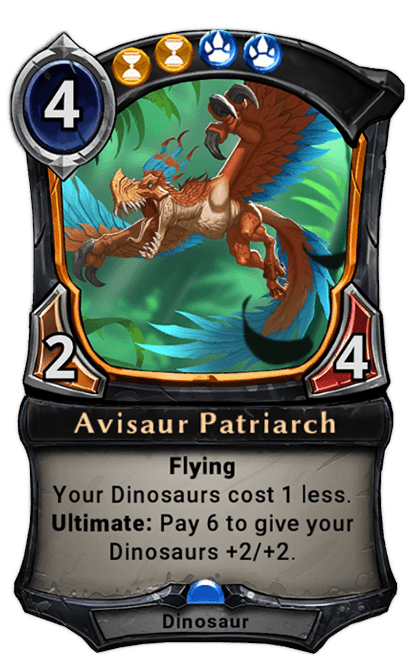 4
2
4
Avisaur Patriarch
Flying
Your Dinosaurs cost 1 less.
Ultimate: Pay 6 to give your
Dinosaurs +2/+2.
Dinosaur